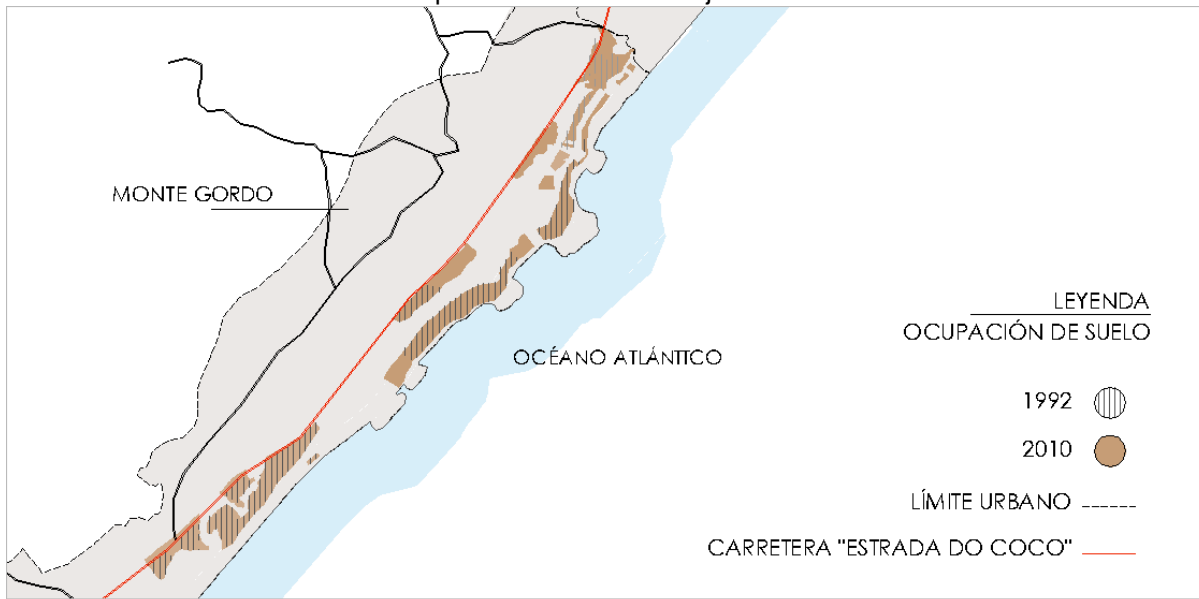 MONTE GORDO
OCÉANO ATLÁNTICO
LEYENDA
OCUPACIÓN DE SUELO
1992
2010
LÍMITE URBANO
CARRETERA "ESTRADA DO COCO"